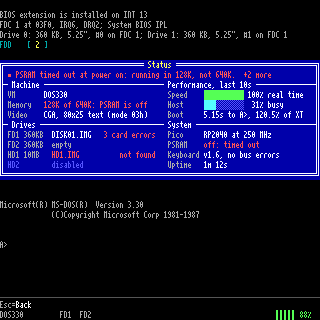 BIOS extension is installed on INT 13
FDC 1 at 03F0, IRQ6, DRQ2; System BIOS IPL
Drive 0: 360 KB, 5.25", #0 on FDC 1; Drive 1: 360 KB, 5.25", #1 on FDC 1
FDD [ 2 ]
Status
PSRAM timed out at power on: running in 128K, not 640K. +2 more
Machine
VM DOS330
Memory 128K of 640K: PSRAM is off
Video CGA, 80x25 text (mode 03h)
Performance, last 10s
Speed 100% real time
Host 31% busy
Boot 5.15s to A>, 120.5% of XT
Drives
FD1 360KB DISK01.IMG 3 card errors
FD2 360KB empty
HD1 10MB HD1.IMG not found
HD2 disabled
System
Pico RP2040 at 250 MHz
PSRAM off: timed out
Keyboard v1.6, no bus errors
Uptime 1m 12s
Microsoft(R) MS-DOS(R) Version 3.30
(C)Copyright Microsoft Corp 1981-1987
A>
Esc=Back
DOS330 FD1 FD2 88%